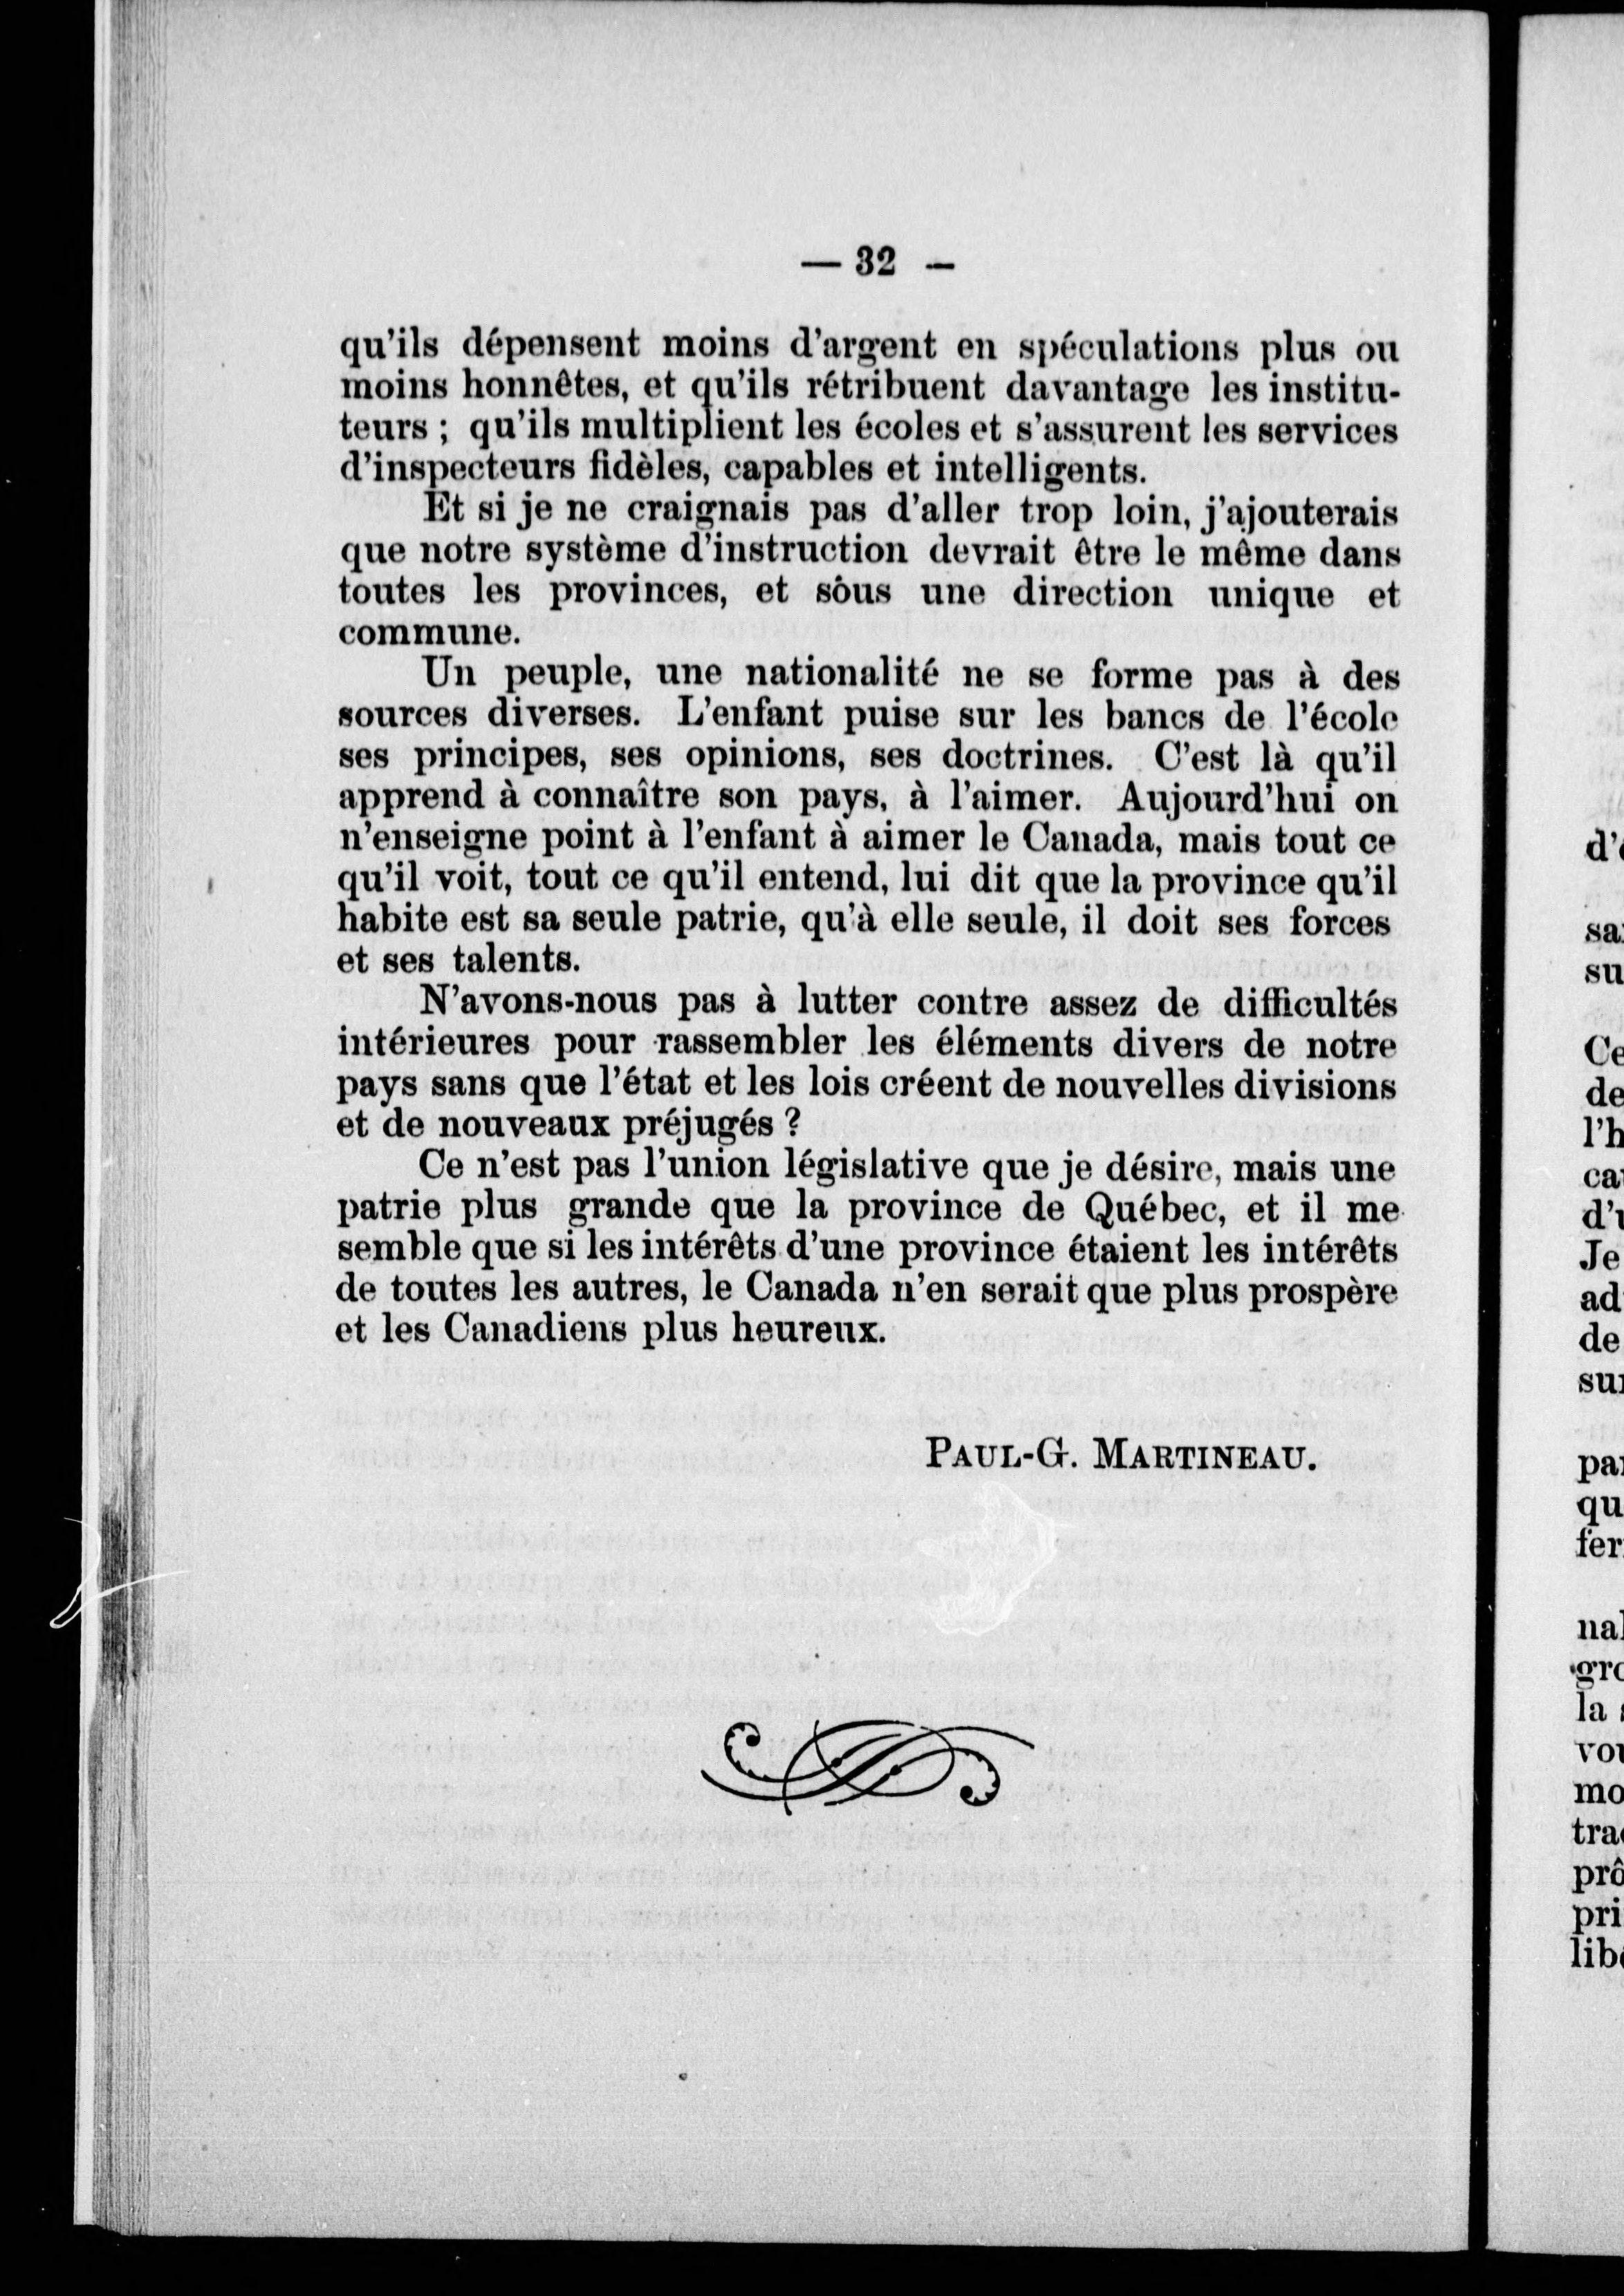 — 32 —
qu'ils dépensent moins d'argent en spéculations plus ou
moins honnêtes, et qu'ils rétribuent davantage les institu-
teurs ; qu'ils multiplient les écoles et s'assurent les services
d'inspecteurs fidèles, capables et intelligents.
Et si je ne craignais pas d'aller trop loin, j'ajouterais
que notre système d'instruction devrait être le même dans
toutes les provinces, et sous une direction unique et
commune.
Un peuple, une nationalité ne se forme pas à des
sources diverses. L'enfant puise sur les bancs de l'école
ses principes, ses opinions, ses doctrines. C'est là qu'il
apprend à connaître son pays, à l'aimer. Aujourd'hui on
n'enseigne point à l'enfant à aimer le Canada, mais tout ce
qu'il voit, tout ce qu'il entend, lui dit que la province qu'il
habite est sa seule patrie, qu'à elle seule, il doit ses forces
et ses talents.
N'avons-nous pas à lutter contre assez de difficultés
intérieures pour rassembler les éléments divers de notre
pays sans que l'état et les lois créent de nouvelles divisions
et de nouveaux préjugés ?
Ce n'est pas l'union législative que je désire, mais une
patrie plus grande que la province de Québec, et il me
semble que si les intérêts d'une province étaient les intérêts
de toutes les autres, le Canada n'en serait que plus prospère
et les Canadiens plus heureux.
PAUL-G. MARTINEAU.